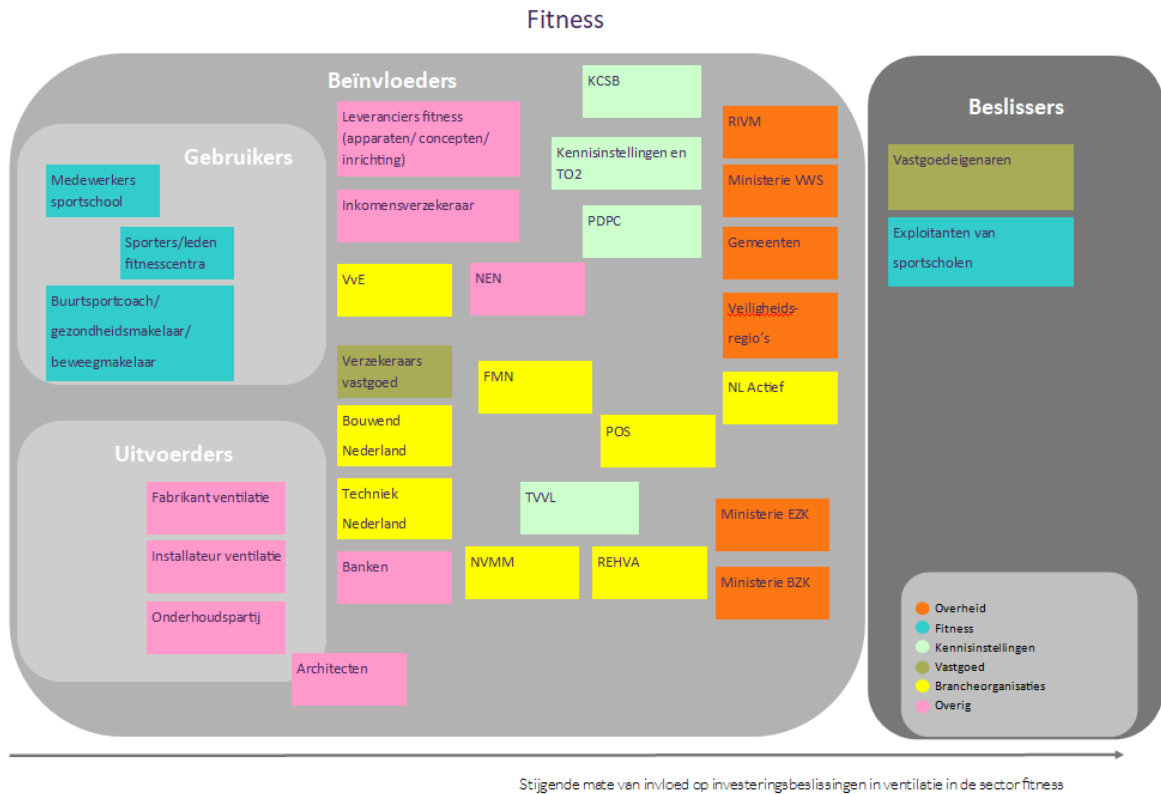 Fitness
Beïnvloeders
Gebruikers
Medewerkers
sportschool
Sporters/leden
fitnesscentra
Buurtsportcoach/
gezondheidsmakelaar/
beweegmakelaar
Uitvoerders
Fabrikant ventilatie
Installateur ventilatie
Onderhoudspartij
Architecten
Leveranciers fitness
(apparaten/ concepten/
inrichting)
Inkomensverzekeraar
VvE
NEN
Verzekeraars
vastgoed
Bouwend
Nederland
Techniek
Nederland
Banken
FMN
POS
TVVL
NVMM
REHVA
KCSB
Kennisinstellingen en
TO2
PDPC
RIVM
Ministerie VWS
Gemeenten
Veiligheids-
regio's
NL Actief
Ministerie EZK
Ministerie BZK
Beslissers
Vastgoedeigenaren
Exploitanten van
sportscholen
Overheid
Fitness
Kennisinstellingen
Vastgoed
Brancheorganisaties
Overig
Stijgende mate van invloed op investeringsbeslissingen in ventilatie in de sector fitness